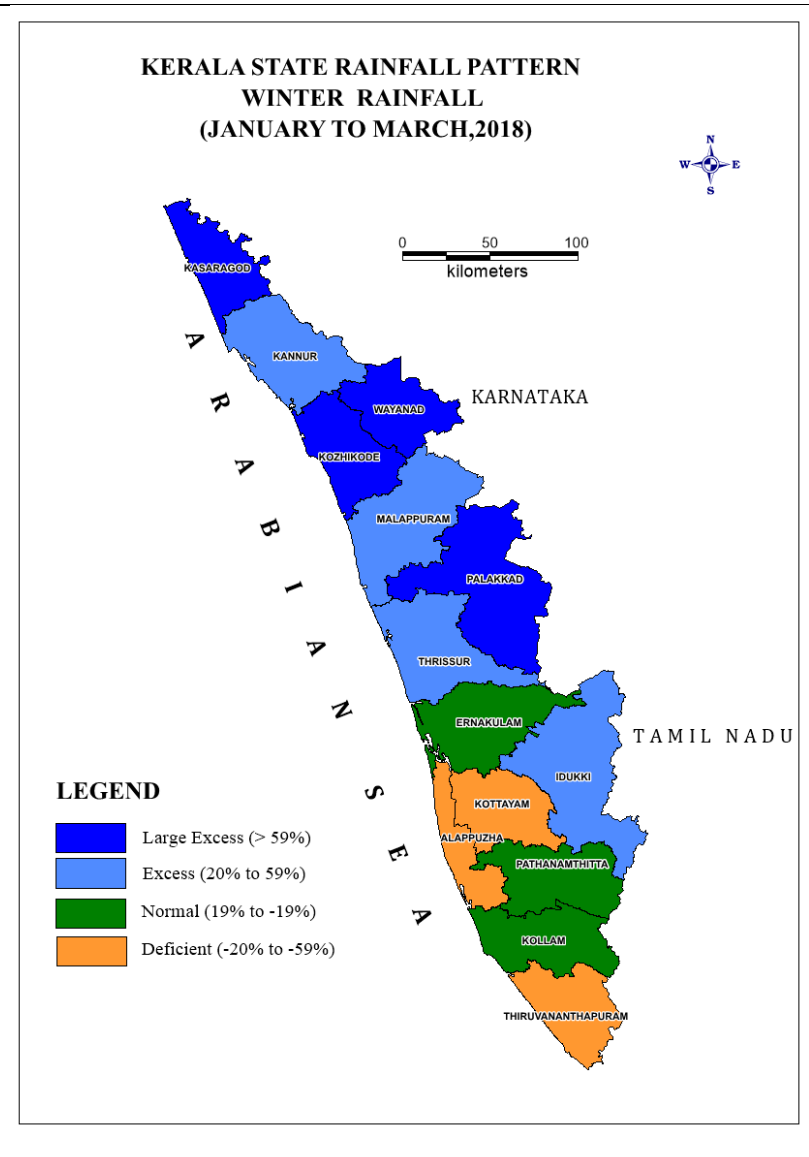 KERALA STATE RAINFALL PATTERN
WINTER RAINFALL
(JANUARY TO MARCH,2018)
N
W E
S
0 50 100
kilometers
KASARAGOD
KANNUR
KARNATAKA
WAYANAD
KOZHIKODE
MALAPPURAM
PALAKKAD
THRISSUR
ERNAKULAM
TAMIL NADU
IDUKKI
KOTTAYAM
ALAPPUZHA
PATHANAMTHITTA
KOLLAM
THIRUVANANTHAPURAM
ARABIAN SEA
LEGEND
Large Excess (> 59%)
Excess (20% to 59%)
Normal (19% to -19%)
Deficient (-20% to -59%)